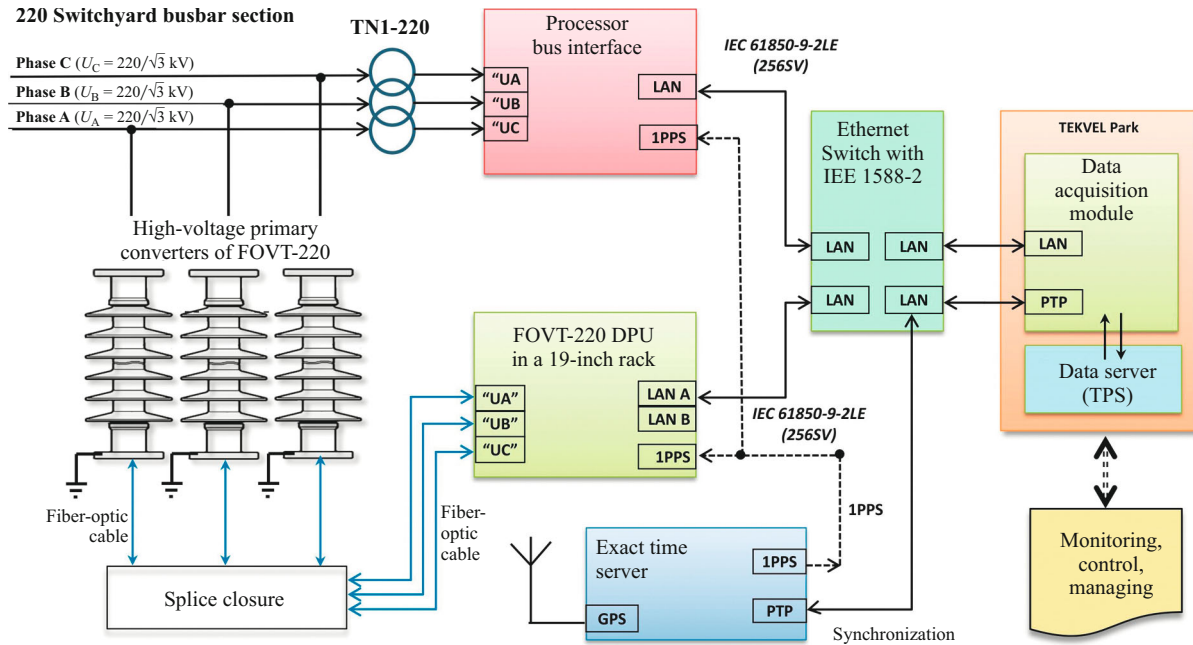 220 Switchyard busbar section
TN1-220
Phase C (U_C = 220/√3 kV)
Phase B (U_B = 220/√3 kV)
Phase A (U_A = 220/√3 kV)
Processor
bus interface
“UA
“UB
“UC
LAN
1PPS
IEC 61850-9-2LE
(256SV)
Ethernet
Switch with
IEE 1588-2
LAN
LAN
LAN
LAN
TEKVEL Park
Data
acquisition
module
LAN
PTP
Data server
(TPS)
High-voltage primary
converters of FOVT-220
FOVT-220 DPU
in a 19-inch rack
“UA”
“UB”
“UC”
LAN A
LAN B
1PPS
IEC 61850-9-2LE
(256SV)
1PPS
Fiber-optic
cable
Fiber-
optic
cable
Splice closure
Exact time
server
1PPS
PTP
GPS
Synchronization
Monitoring,
control,
managing